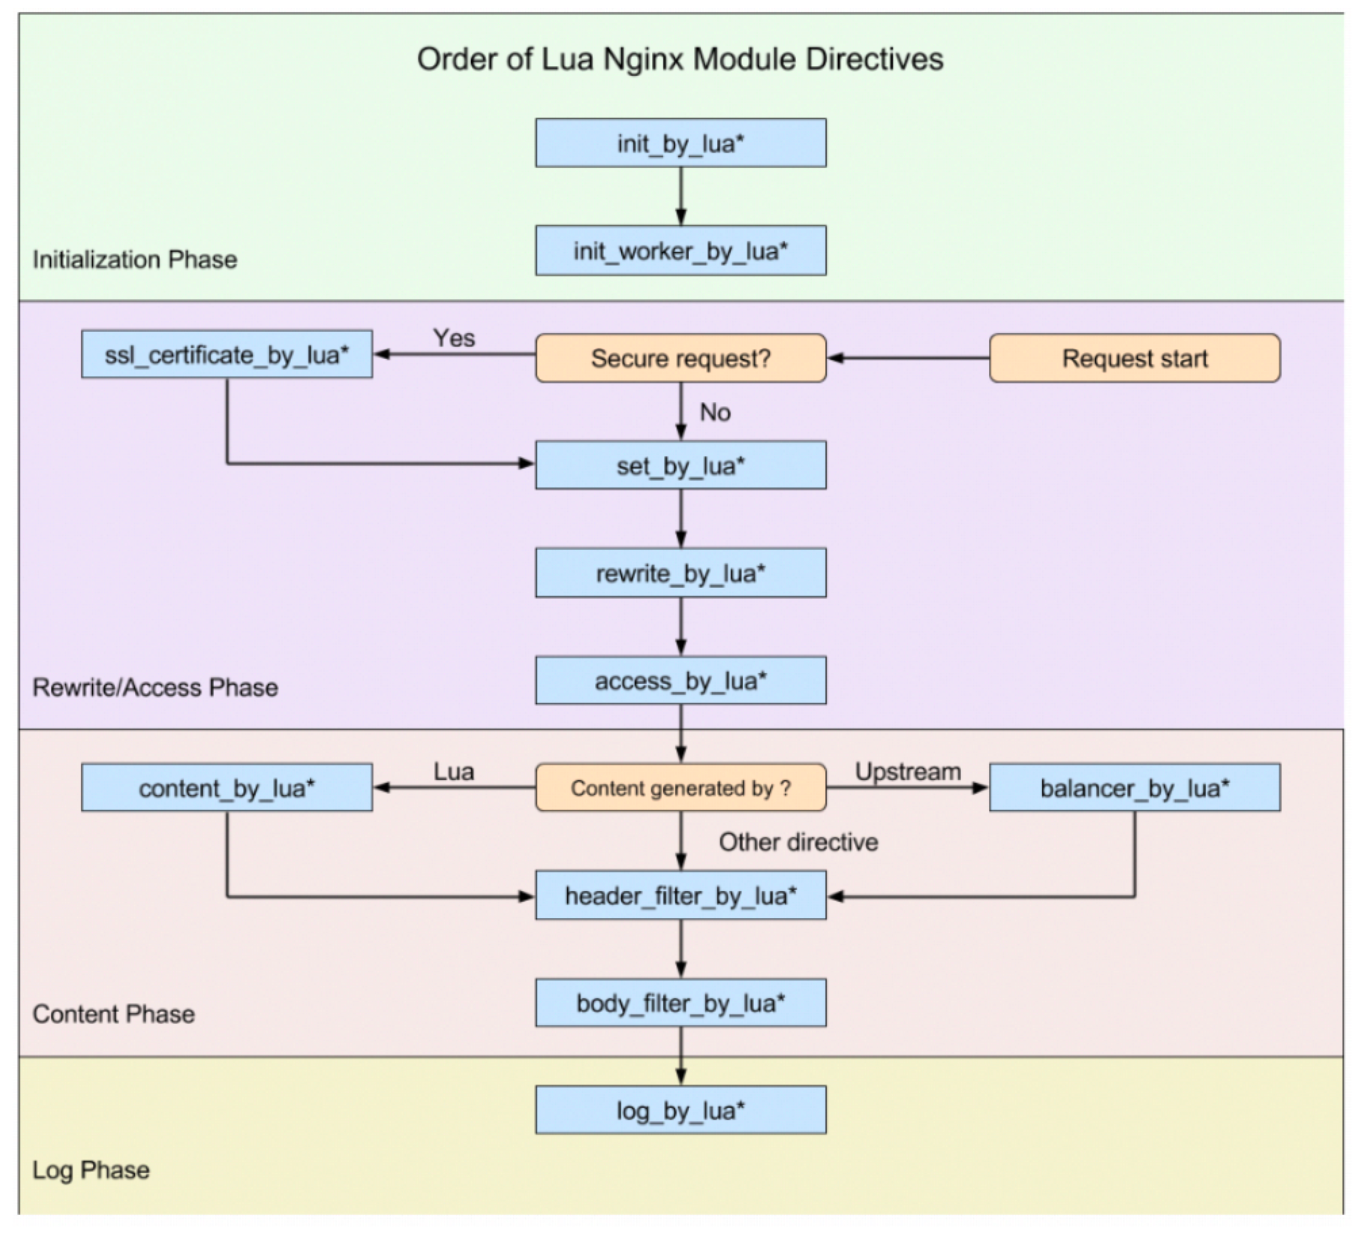 Order of Lua Nginx Module Directives
init_by_lua*
init_worker_by_lua*
Initialization Phase
ssl_certificate_by_lua*
Yes
Secure request?
Request start
No
set_by_lua*
rewrite_by_lua*
access_by_lua*
Rewrite/Access Phase
content_by_lua*
Lua
Content generated by ?
Upstream
balancer_by_lua*
Other directive
header_filter_by_lua*
body_filter_by_lua*
Content Phase
log_by_lua*
Log Phase